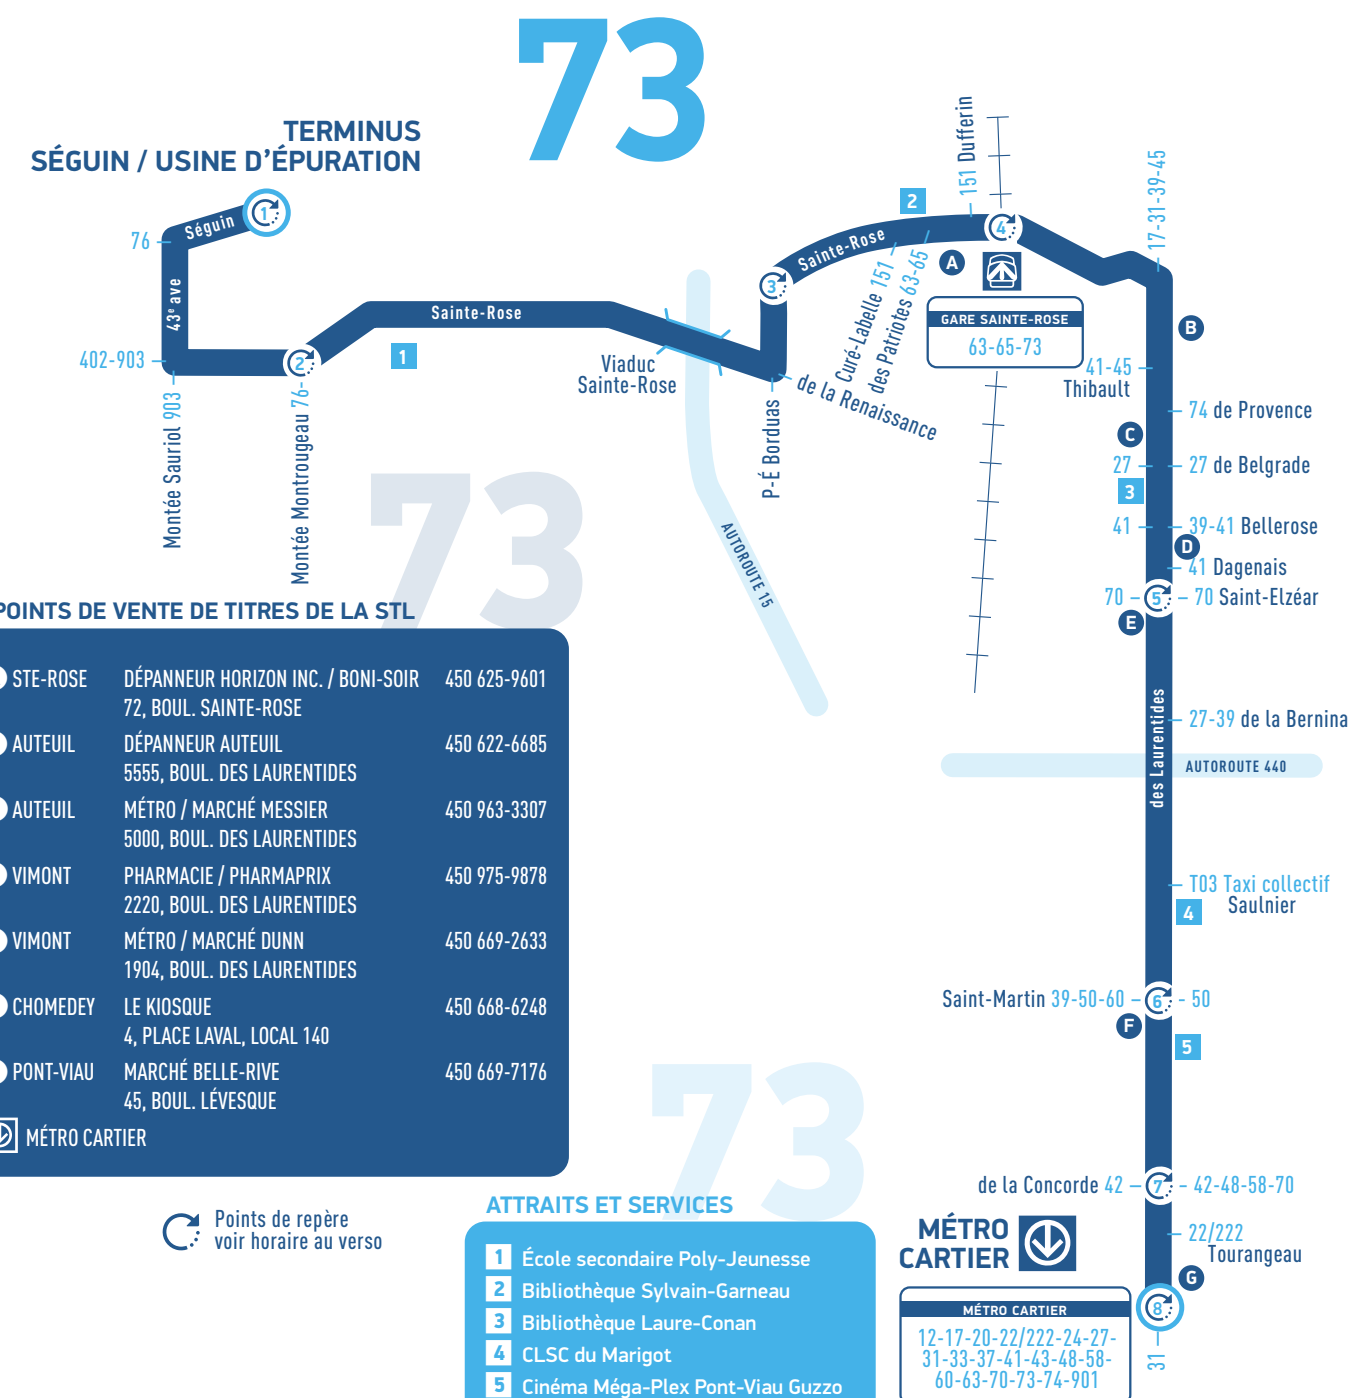 73
TERMINUS
SÉGUIN / USINE D'ÉPURATION
1
Séguin
76
43e ave
402-903
Montée Sauriol 903
2
Montée Montrougeau 76-
Sainte-Rose
1
Viaduc
Sainte-Rose
P-É Borduas
de la Renaissance
3
Sainte-Rose
2
Curé-Labelle 151
des Patriotes 63-65
151 Dufferin
A
4
GARE SAINTE-ROSE
63-65-73
17-31-39-45
B
41-45
Thibault
74 de Provence
C
27
27 de Belgrade
3
41
39-41 Bellerose
D
41 Dagenais
70
5
70 Saint-Elzéar
E
des Laurentides
27-39 de la Bernina
AUTOROUTE 440
AUTOROUTE 15
T03 Taxi collectif
Saulnier
4
Saint-Martin 39-50-60
6
50
F
5
de la Concorde 42
7
42-48-58-70
22/222
Tourangeau
G
8
31
MÉTRO
CARTIER
MÉTRO CARTIER
12-17-20-22/222-24-27-
31-33-37-41-43-48-58-
60-63-70-73-74-901
73
POINTS DE VENTE DE TITRES DE LA STL
STE-ROSE DÉPANNEUR HORIZON INC. / BONI-SOIR 450 625-9601
72, BOUL. SAINTE-ROSE
AUTEUIL DÉPANNEUR AUTEUIL 450 622-6685
5555, BOUL. DES LAURENTIDES
AUTEUIL MÉTRO / MARCHÉ MESSIER 450 963-3307
5000, BOUL. DES LAURENTIDES
VIMONT PHARMACIE / PHARMAPRIX 450 975-9878
2220, BOUL. DES LAURENTIDES
VIMONT MÉTRO / MARCHÉ DUNN 450 669-2633
1904, BOUL. DES LAURENTIDES
CHOMEDEY LE KIOSQUE 450 668-6248
4, PLACE LAVAL, LOCAL 140
PONT-VIAU MARCHÉ BELLE-RIVE 450 669-7176
45, BOUL. LÉVESQUE
MÉTRO CARTIER
Points de repère
voir horaire au verso
73
ATTRAITS ET SERVICES
1 École secondaire Poly-Jeunesse
2 Bibliothèque Sylvain-Garneau
3 Bibliothèque Laure-Conan
4 CLSC du Marigot
5 Cinéma Méga-Plex Pont-Viau Guzzo